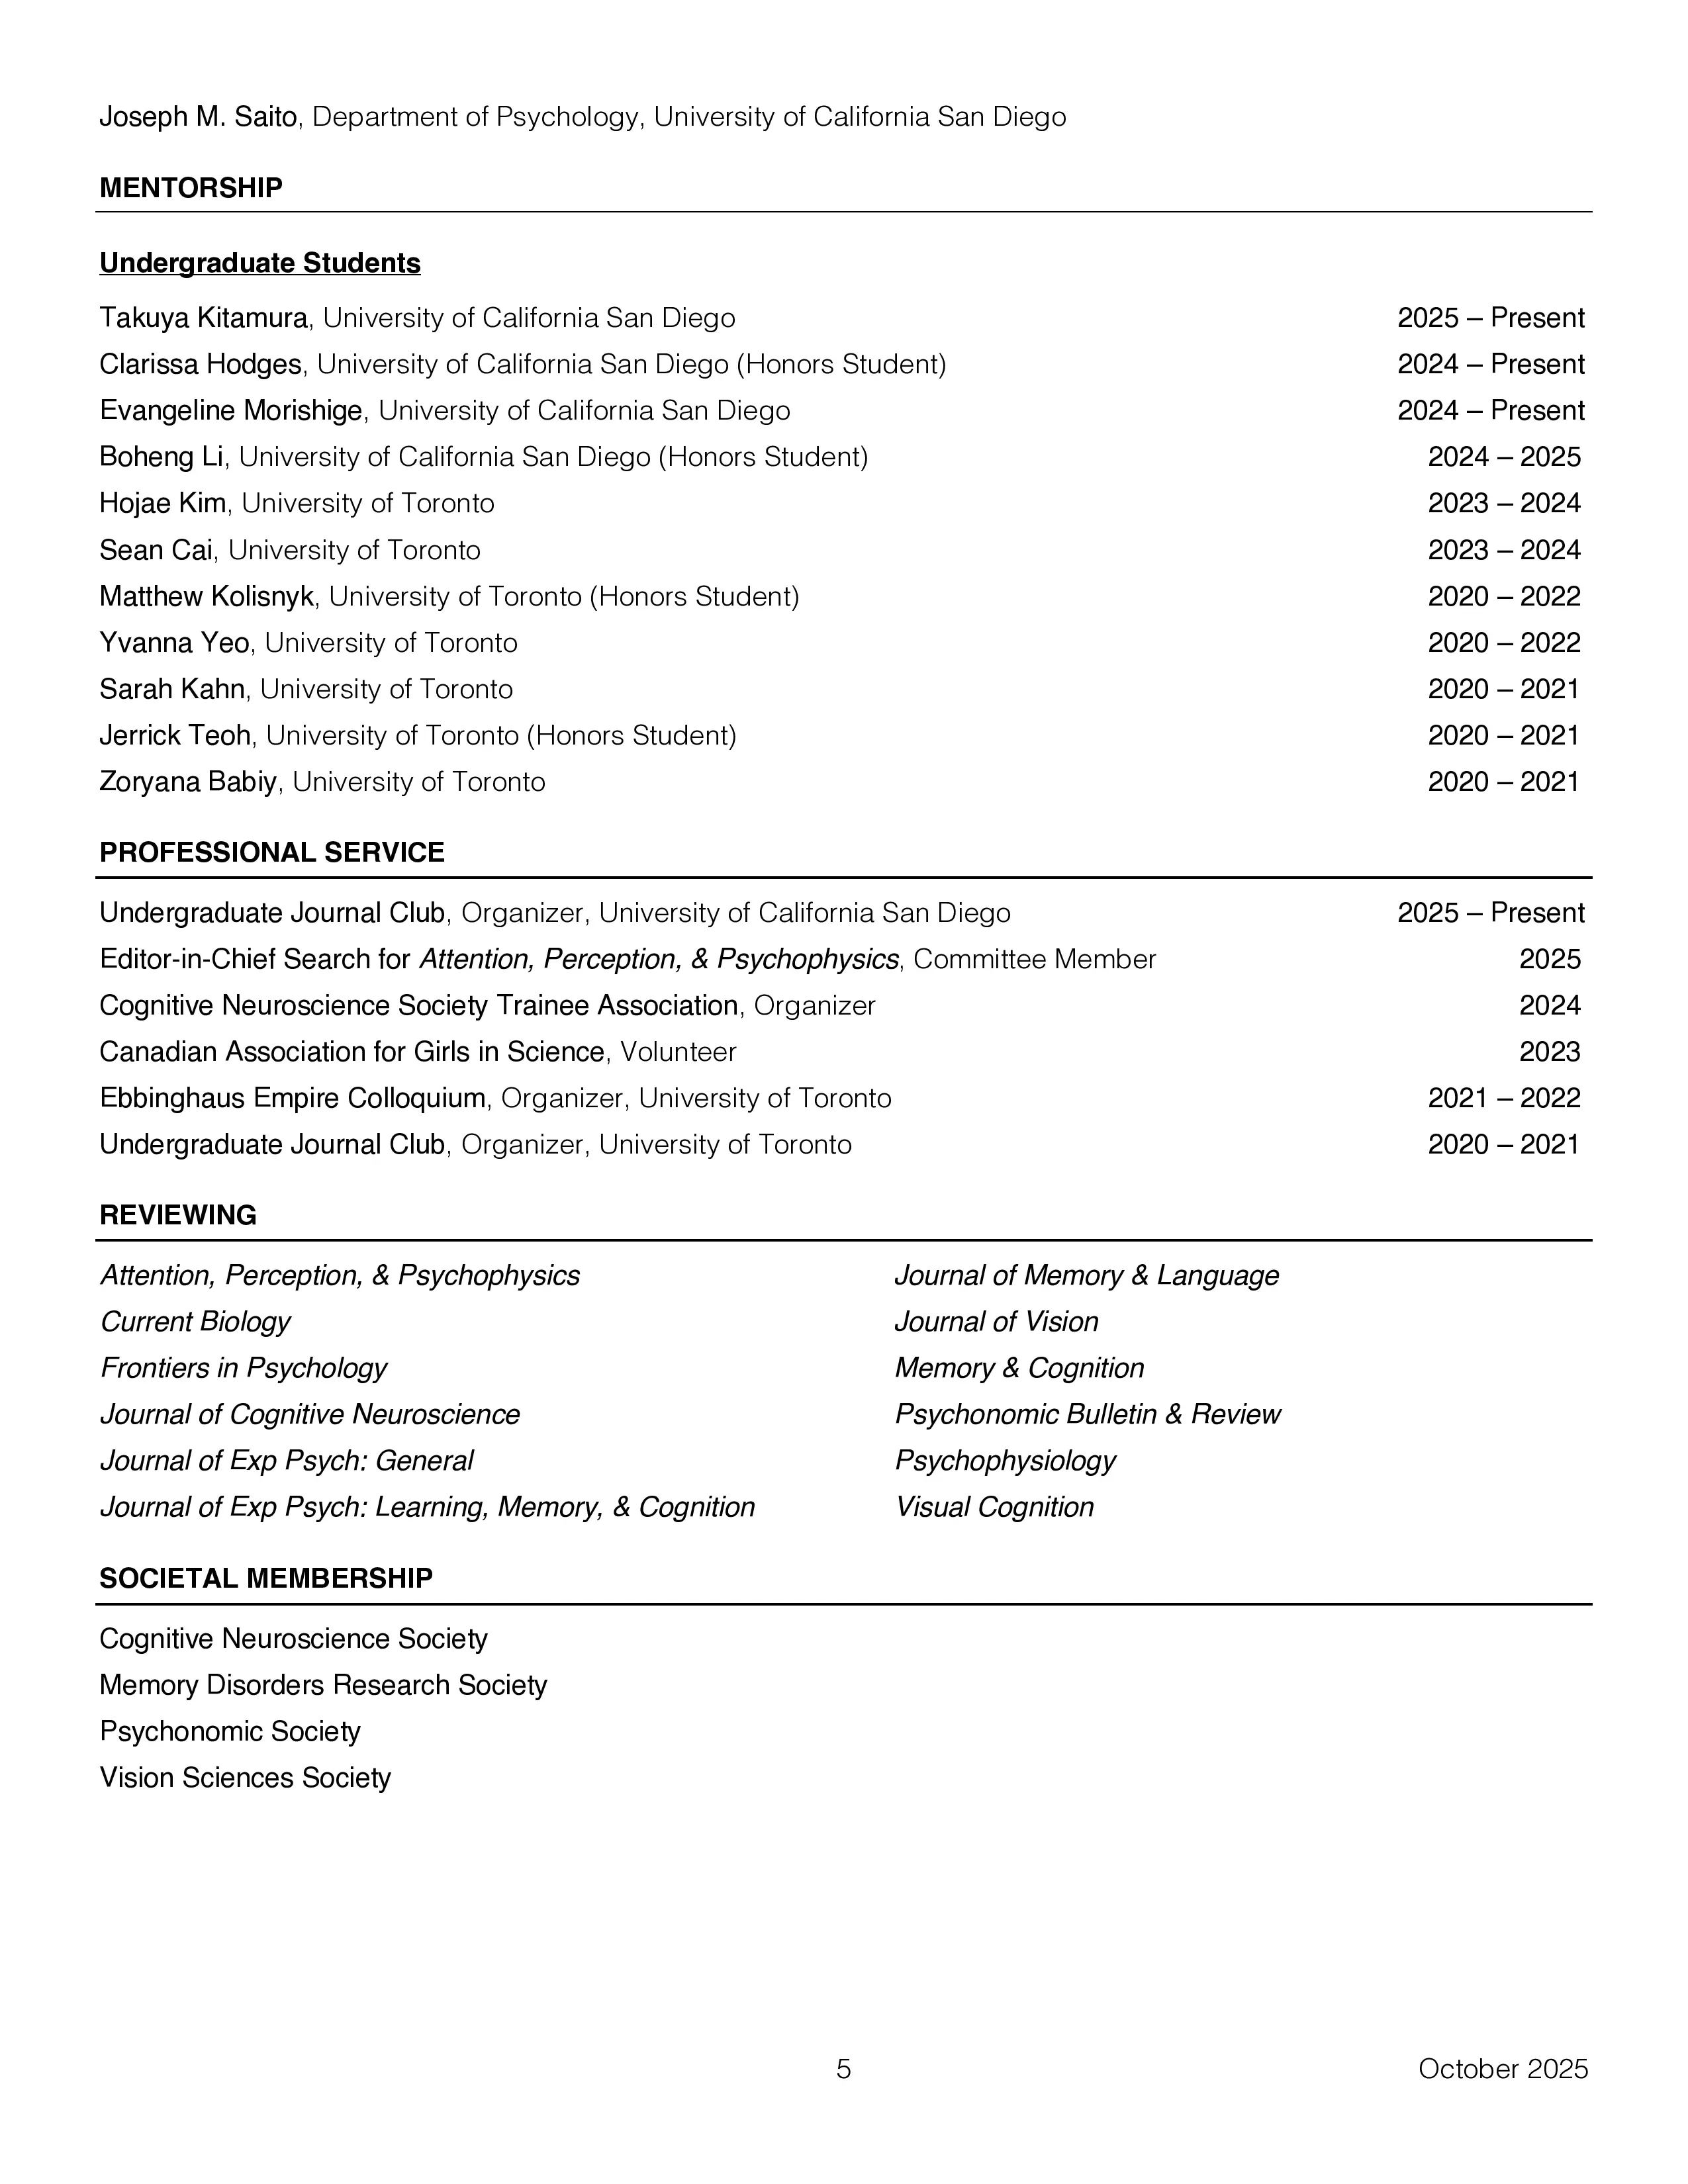 Joseph M. Saito, Department of Psychology, University of California San Diego
MENTORSHIP
Undergraduate Students
Takuya Kitamura, University of California San Diego 2025 – Present
Clarissa Hodges, University of California San Diego (Honors Student) 2024 – Present
Evangeline Morishige, University of California San Diego 2024 – Present
Boheng Li, University of California San Diego (Honors Student) 2024 – 2025
Hojae Kim, University of Toronto 2023 – 2024
Sean Cai, University of Toronto 2023 – 2024
Matthew Kolisnyk, University of Toronto (Honors Student) 2020 – 2022
Yvanna Yeo, University of Toronto 2020 – 2022
Sarah Kahn, University of Toronto 2020 – 2021
Jerrick Teoh, University of Toronto (Honors Student) 2020 – 2021
Zoryana Babiy, University of Toronto 2020 – 2021
PROFESSIONAL SERVICE
Undergraduate Journal Club, Organizer, University of California San Diego 2025 – Present
Editor-in-Chief Search for Attention, Perception, & Psychophysics, Committee Member 2025
Cognitive Neuroscience Society Trainee Association, Organizer 2024
Canadian Association for Girls in Science, Volunteer 2023
Ebbinghaus Empire Colloquium, Organizer, University of Toronto 2021 – 2022
Undergraduate Journal Club, Organizer, University of Toronto 2020 – 2021
REVIEWING
Attention, Perception, & Psychophysics
Current Biology
Frontiers in Psychology
Journal of Cognitive Neuroscience
Journal of Exp Psych: General
Journal of Exp Psych: Learning, Memory, & Cognition
Journal of Memory & Language
Journal of Vision
Memory & Cognition
Psychonomic Bulletin & Review
Psychophysiology
Visual Cognition
SOCIETAL MEMBERSHIP
Cognitive Neuroscience Society
Memory Disorders Research Society
Psychonomic Society
Vision Sciences Society
5 October 2025